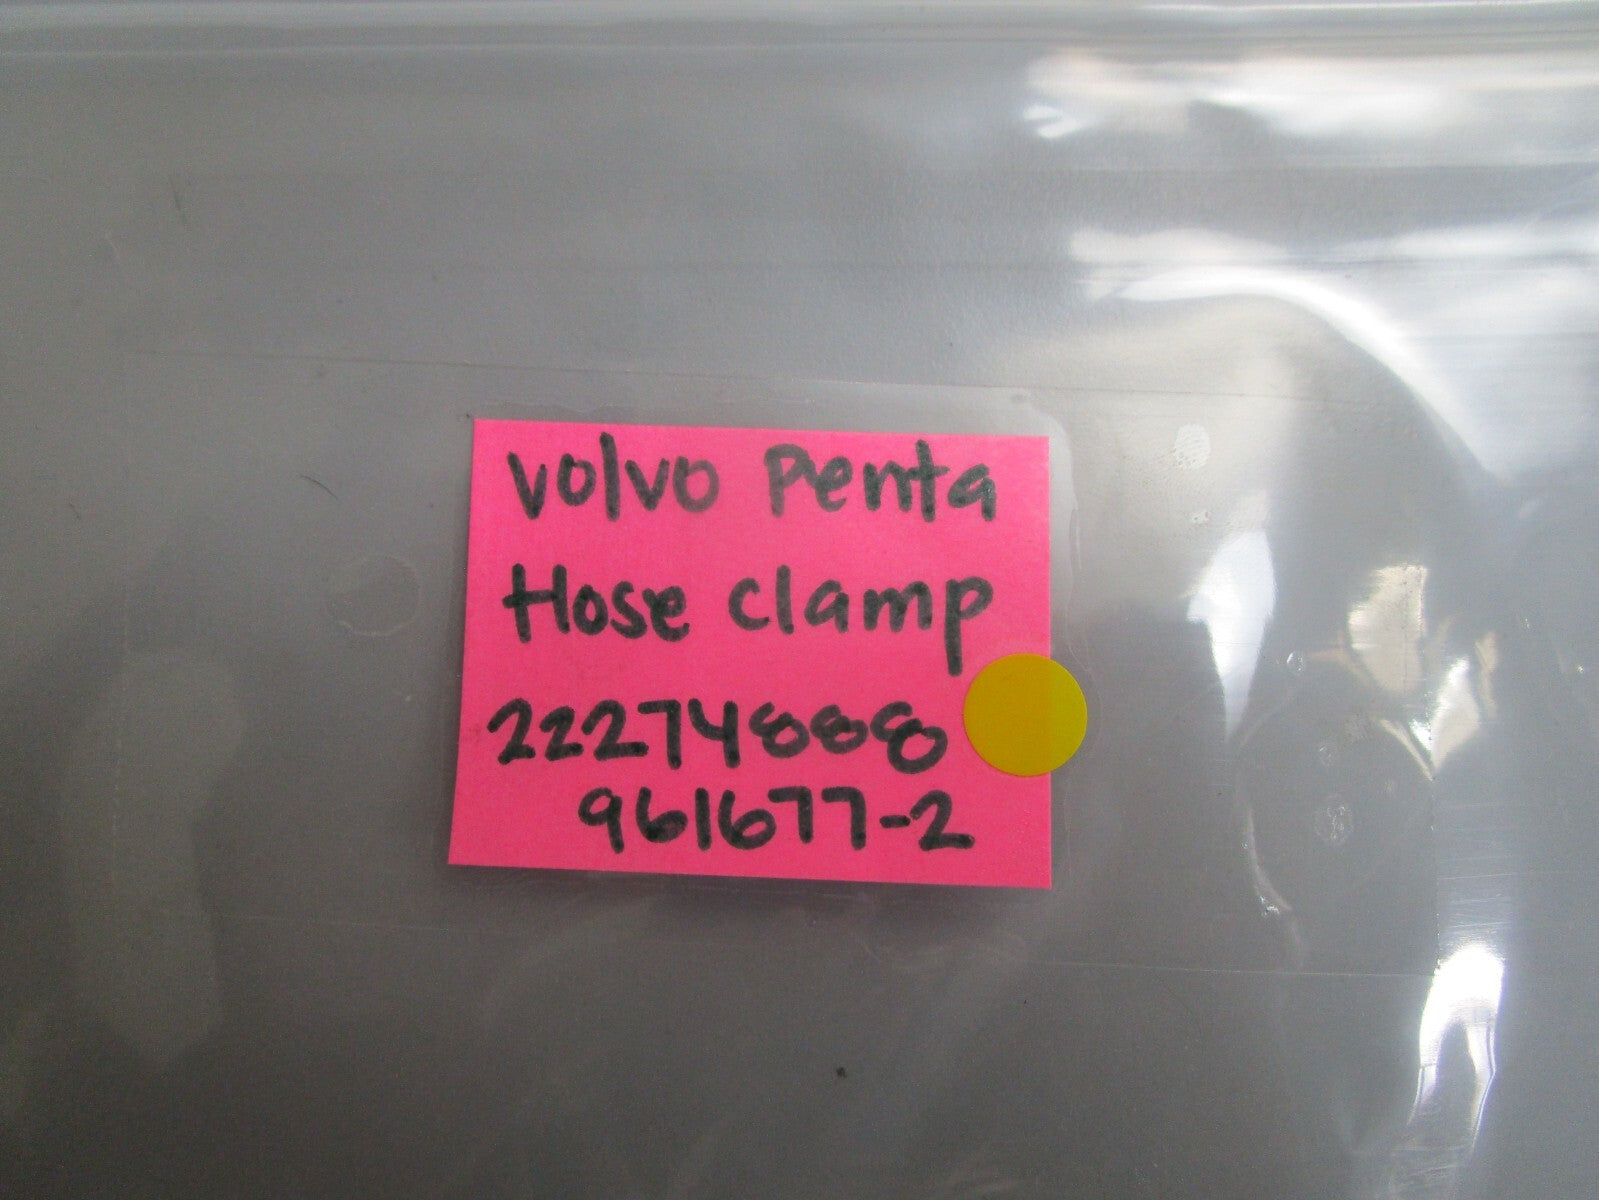 Volvo Penta
Hose clamp
22274888
961677-2